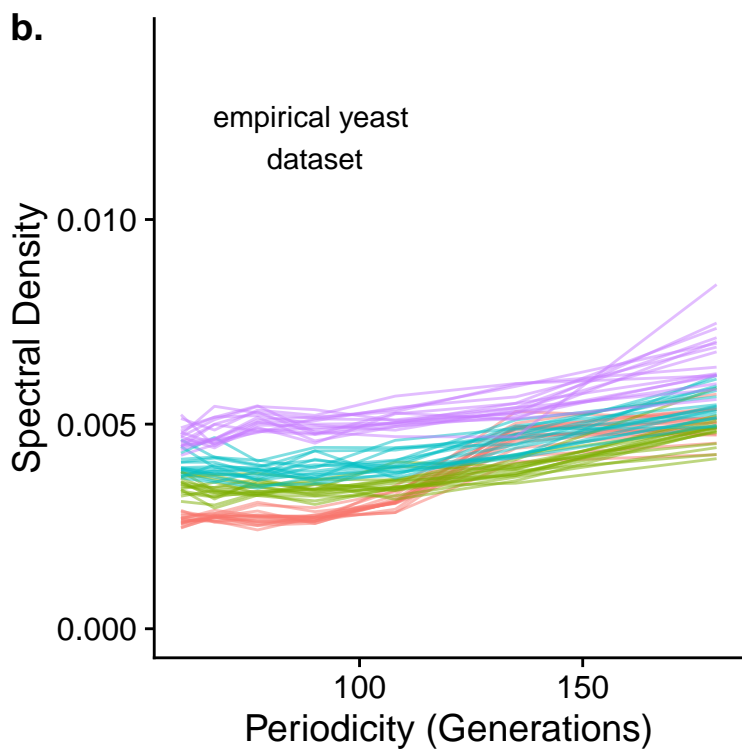 b.
empirical yeast
dataset
Spectral Density
0.010
0.005
0.000
100
150
Periodicity (Generations)